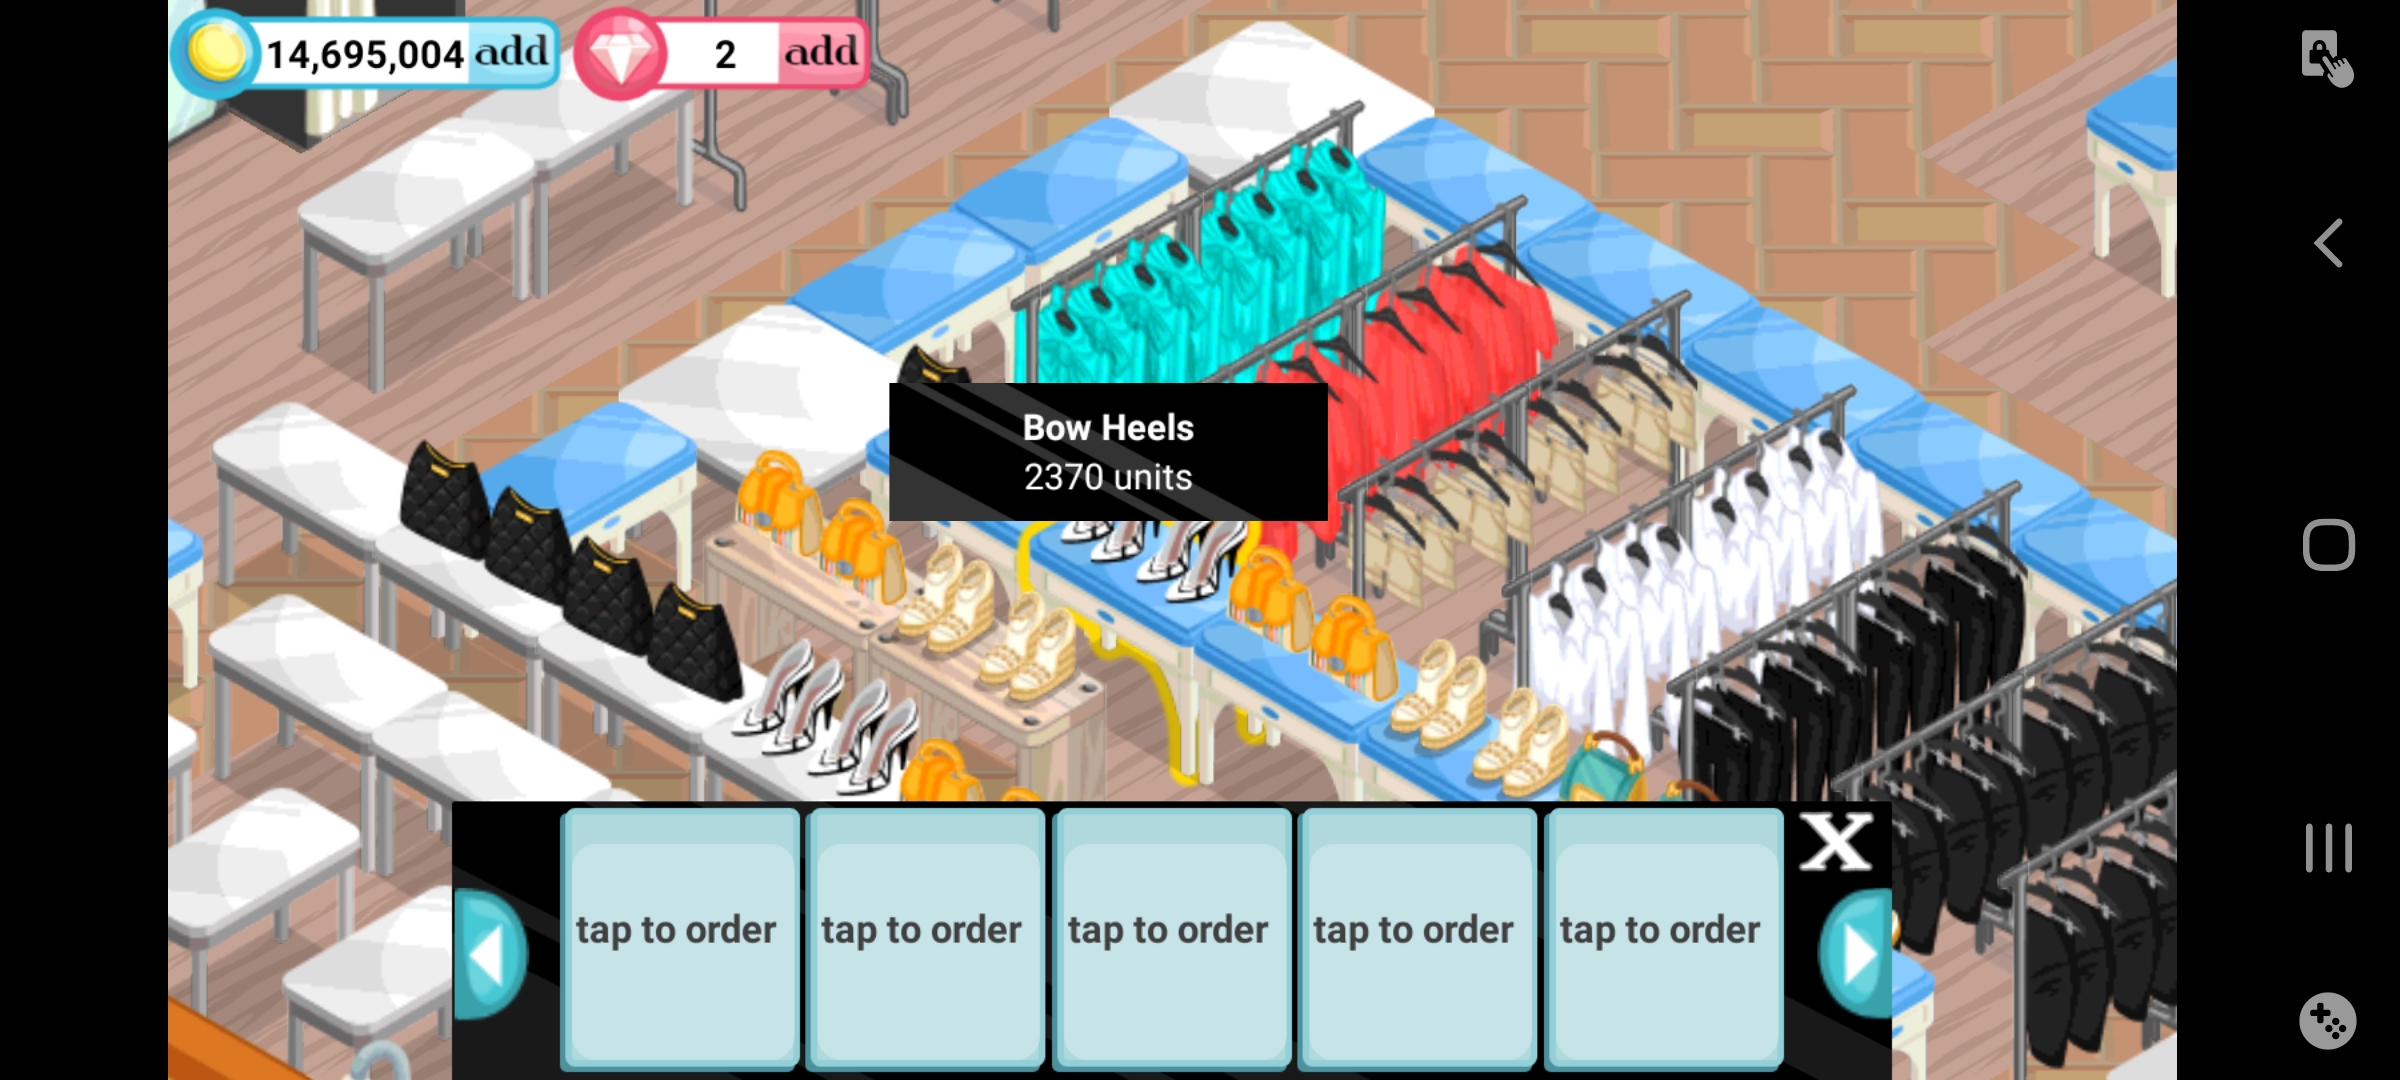 14,695,004 add
2 add
Bow Heels
2370 units
X
tap to order
tap to order
tap to order
tap to order
tap to order